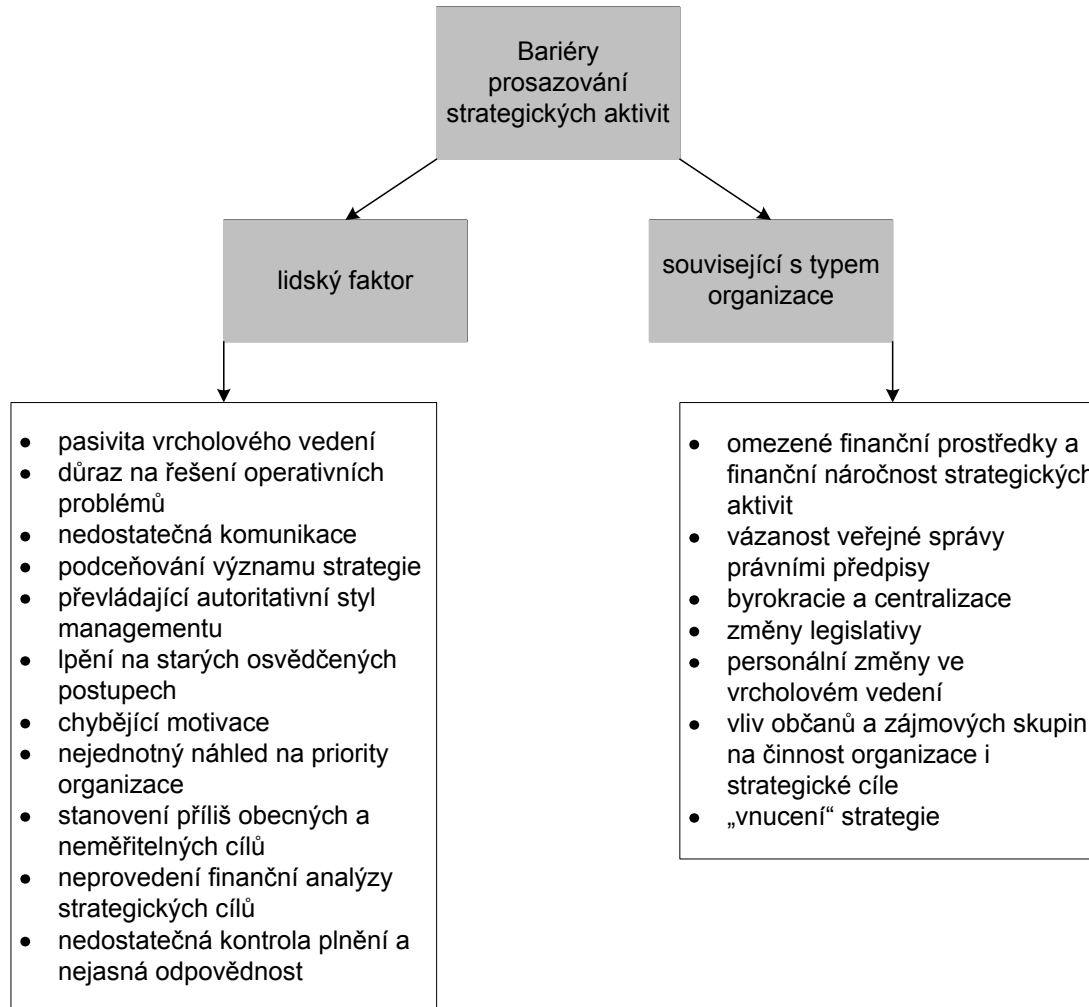 Bariéry
prosazování
strategických aktivit
lidský faktor
související s typem
organizace
• pasivita vrcholového vedení
• důraz na řešení operativních
problémů
• nedostatečná komunikace
• podceňování významu strategie
• převládající autoritativní styl
managementu
• lpění na starých osvědčených
postupech
• chybějící motivace
• nejednotný náhled na priority
organizace
• stanovení příliš obecných a
neměřitelných cílů
• neprovedení finanční analýzy
strategických cílů
• nedostatečná kontrola plnění a
nejasná odpovědnost
• omezené finanční prostředky a
finanční náročnost strategických
aktivit
• vázanost veřejné správy
právními předpisy
• byrokracie a centralizace
• změny legislativy
• personální změny ve
vrcholovém vedení
• vliv občanů a zájmových skupin
na činnost organizace i
strategické cíle
• „vnucení“ strategie